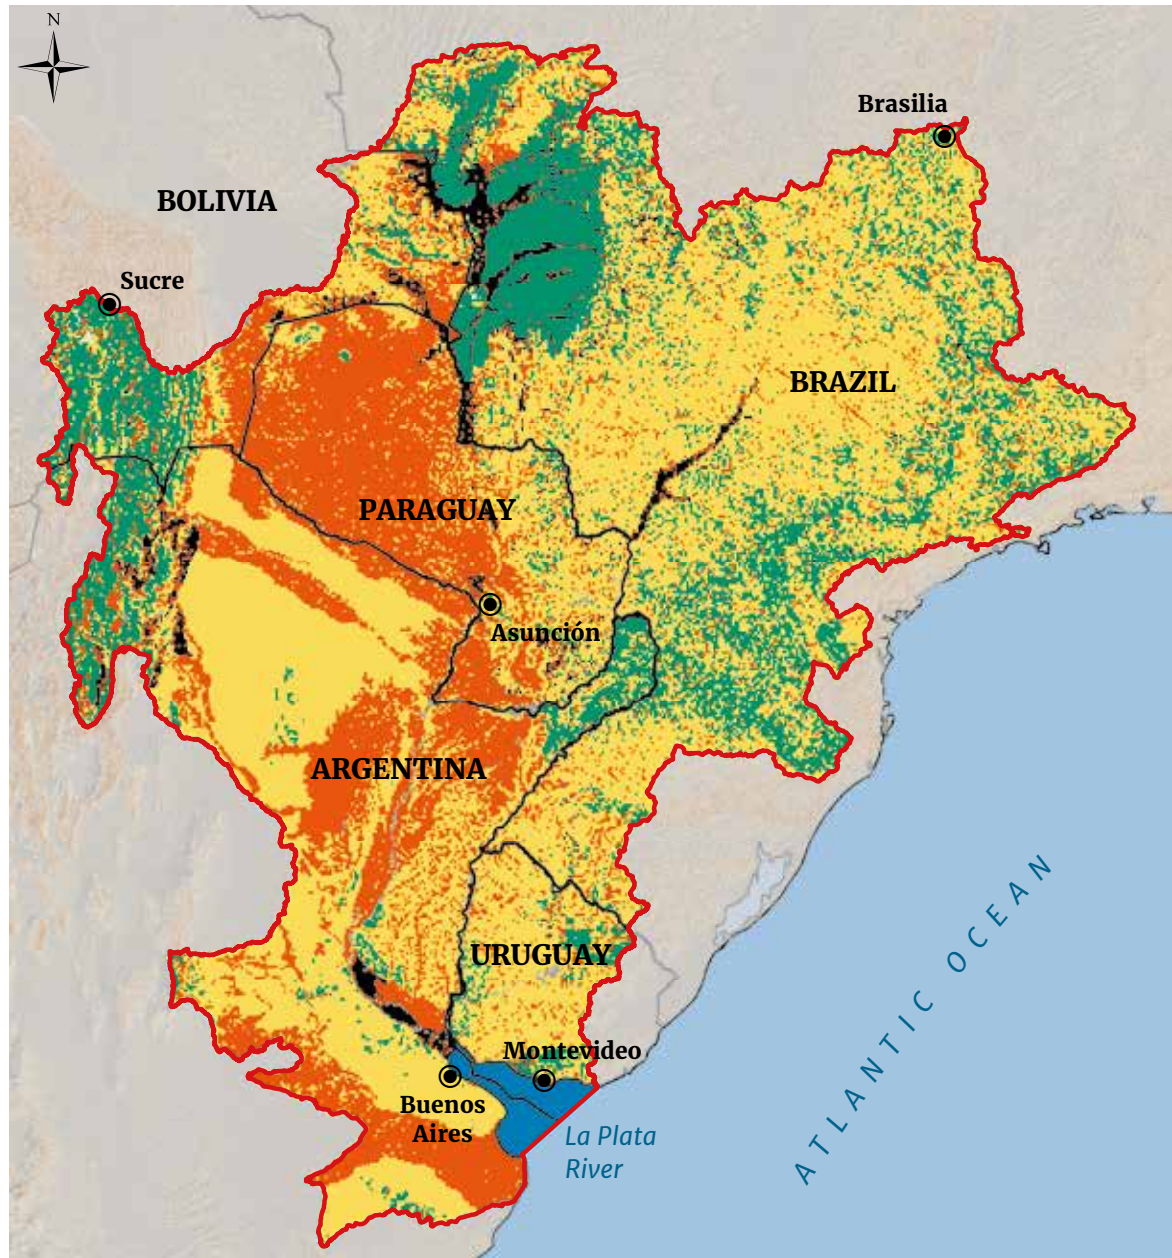 N
Brasilia
BOLIVIA
Sucre
BRAZIL
PARAGUAY
Asunción
ARGENTINA
URUGUAY
Montevideo
Buenos
Aires
La Plata
River
ATLANTIC OCEAN